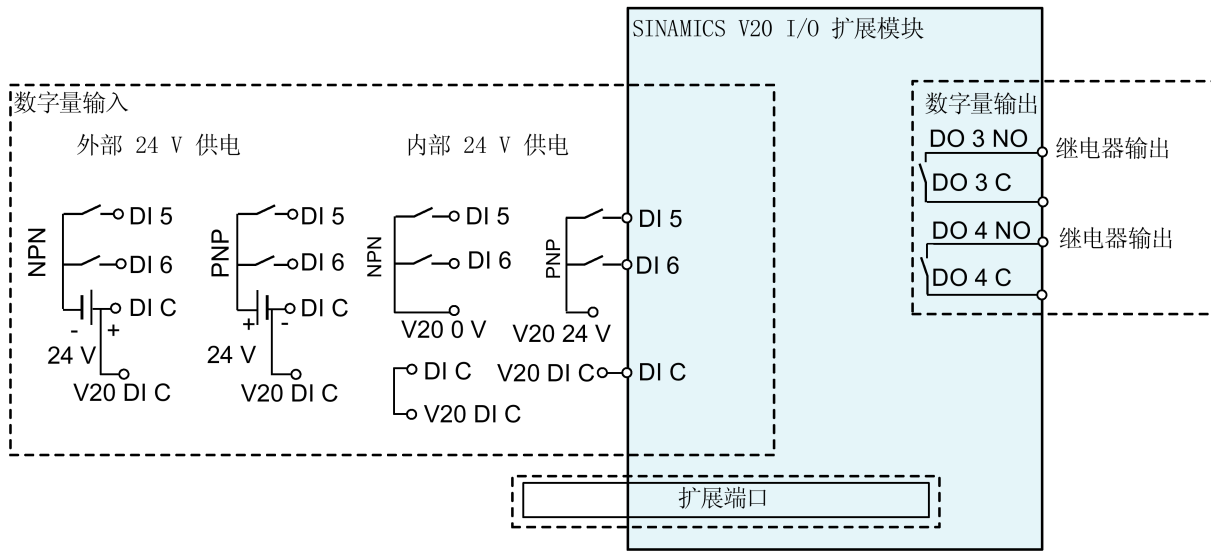 SINAMICS V20 I/O 扩展模块
数字量输入
外部 24 V 供电
内部 24 V 供电
NPN
DI 5
DI 6
DI C
- +
24 V
V20 DI C
PNP
DI 5
DI 6
DI C
+ -
24 V
V20 DI C
NPN
DI 5
DI 6
V20 0 V
DI C
V20 DI C
PNP
DI 5
DI 6
V20 24 V
V20 DI C
DI C
数字量输出
DO 3 NO
继电器输出
DO 3 C
DO 4 NO
继电器输出
DO 4 C
扩展端口